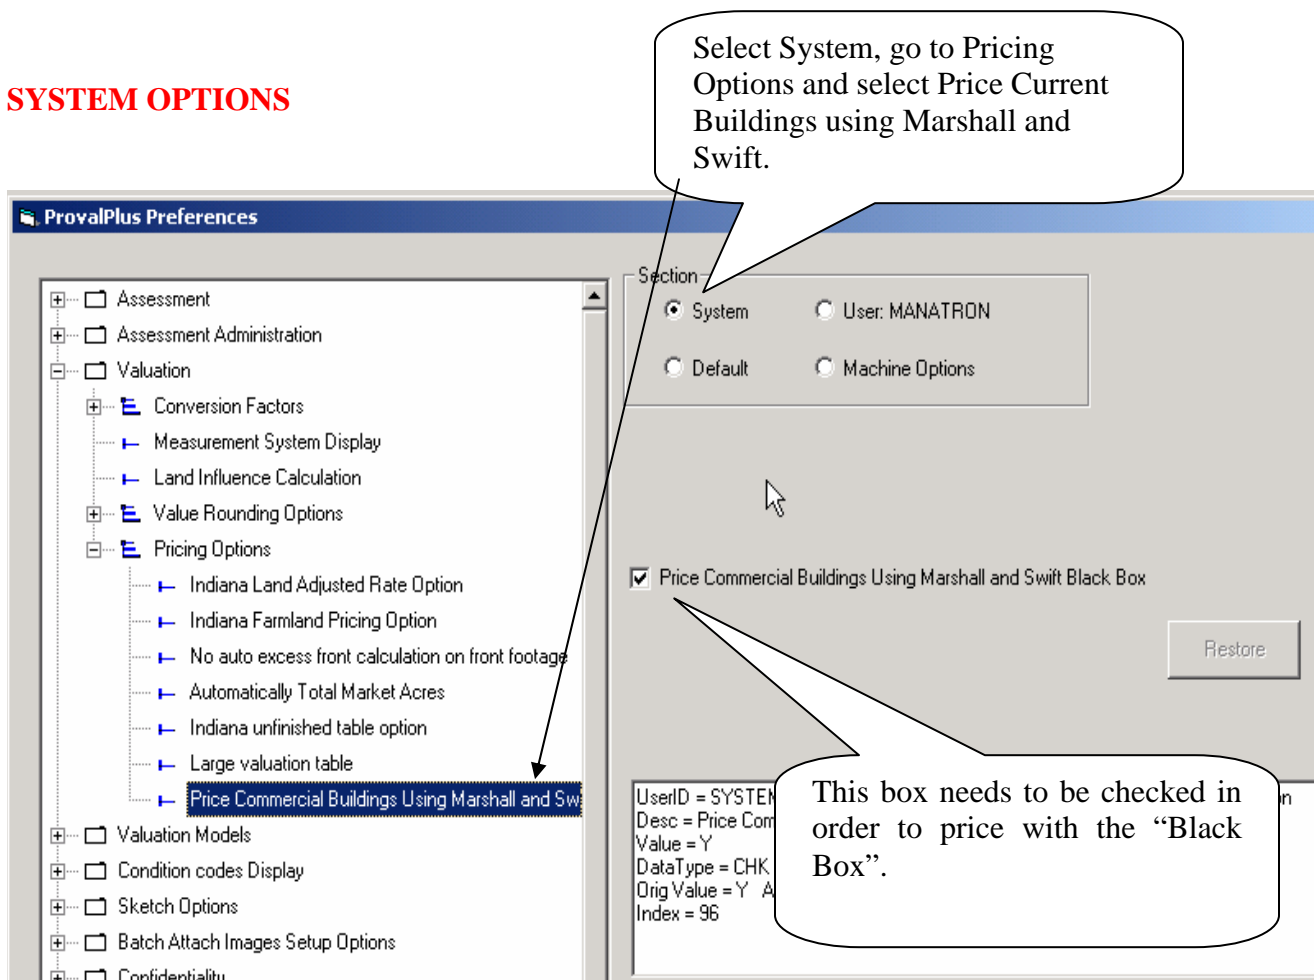 Select System, go to Pricing
Options and select Price Current
Buildings using Marshall and
Swift.
SYSTEM OPTIONS
ProvalPlus Preferences
Assessment
Assessment Administration
Valuation
Conversion Factors
Measurement System Display
Land Influence Calculation
Value Rounding Options
Pricing Options
Indiana Land Adjusted Rate Option
Indiana Farmland Pricing Option
No auto excess front calculation on front footage
Automatically Total Market Acres
Indiana unfinished table option
Large valuation table
Price Commercial Buildings Using Marshall and Sw
Valuation Models
Condition codes Display
Sketch Options
Batch Attach Images Setup Options
Confidentiality
Section
System
User: MANATRON
Default
Machine Options
Price Commercial Buildings Using Marshall and Swift Black Box
Restore
This box needs to be checked in
order to price with the “Black
Box”.
UserID = SYSTEM
Desc = Price Com
Value = Y
DataType = CHK
Orig Value = Y A
Index = 96